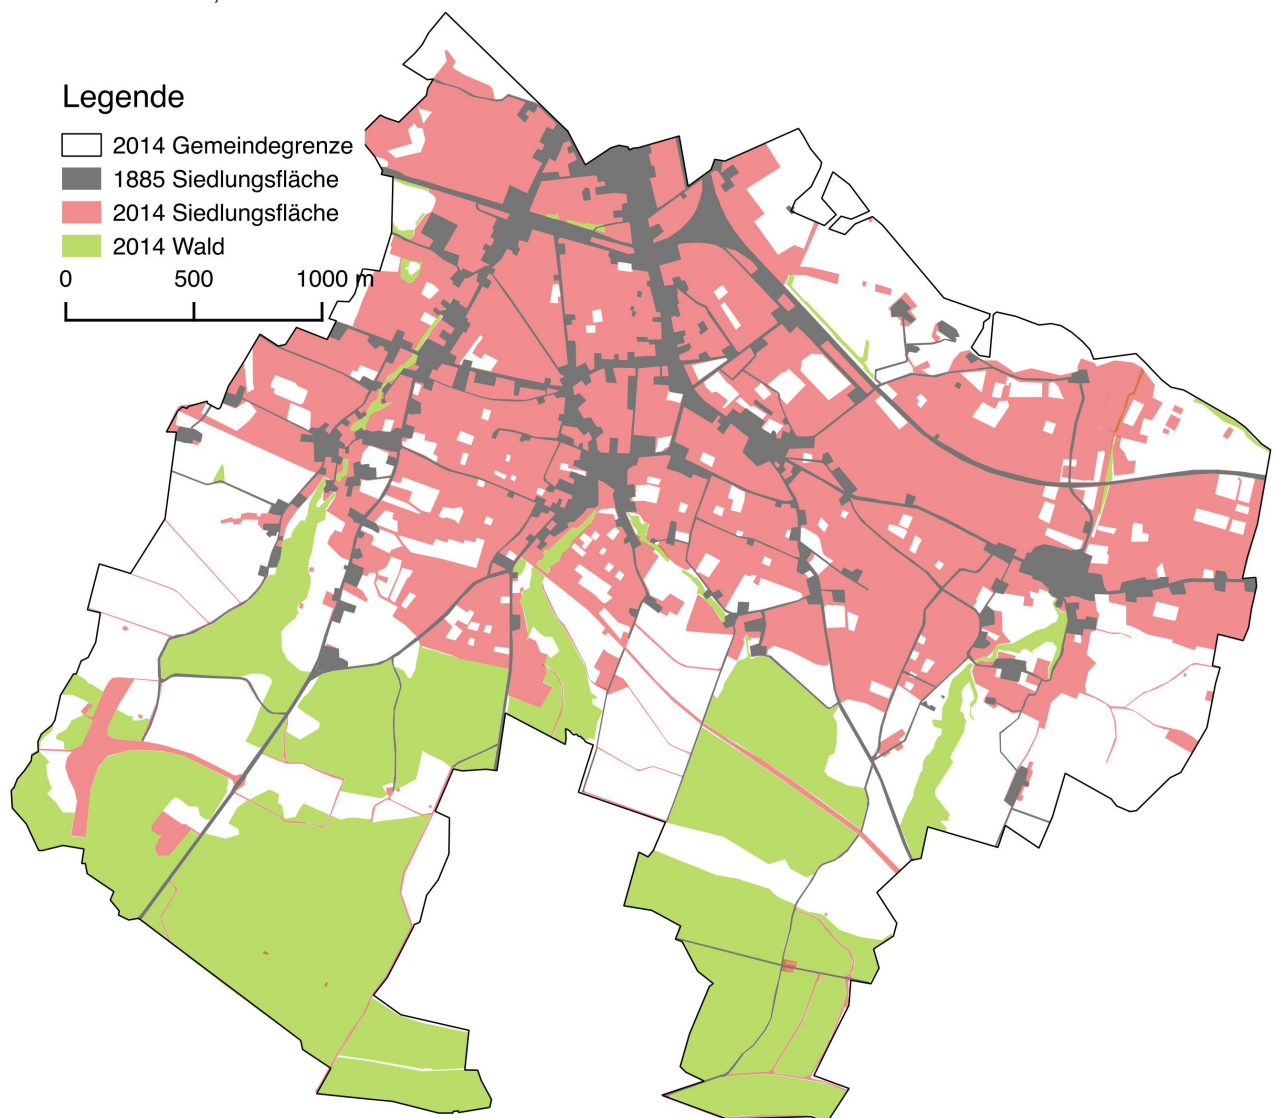 Legende
2014 Gemeindegrenze
1885 Siedlungsfläche
2014 Siedlungsfläche
2014 Wald
0 500 1000 m